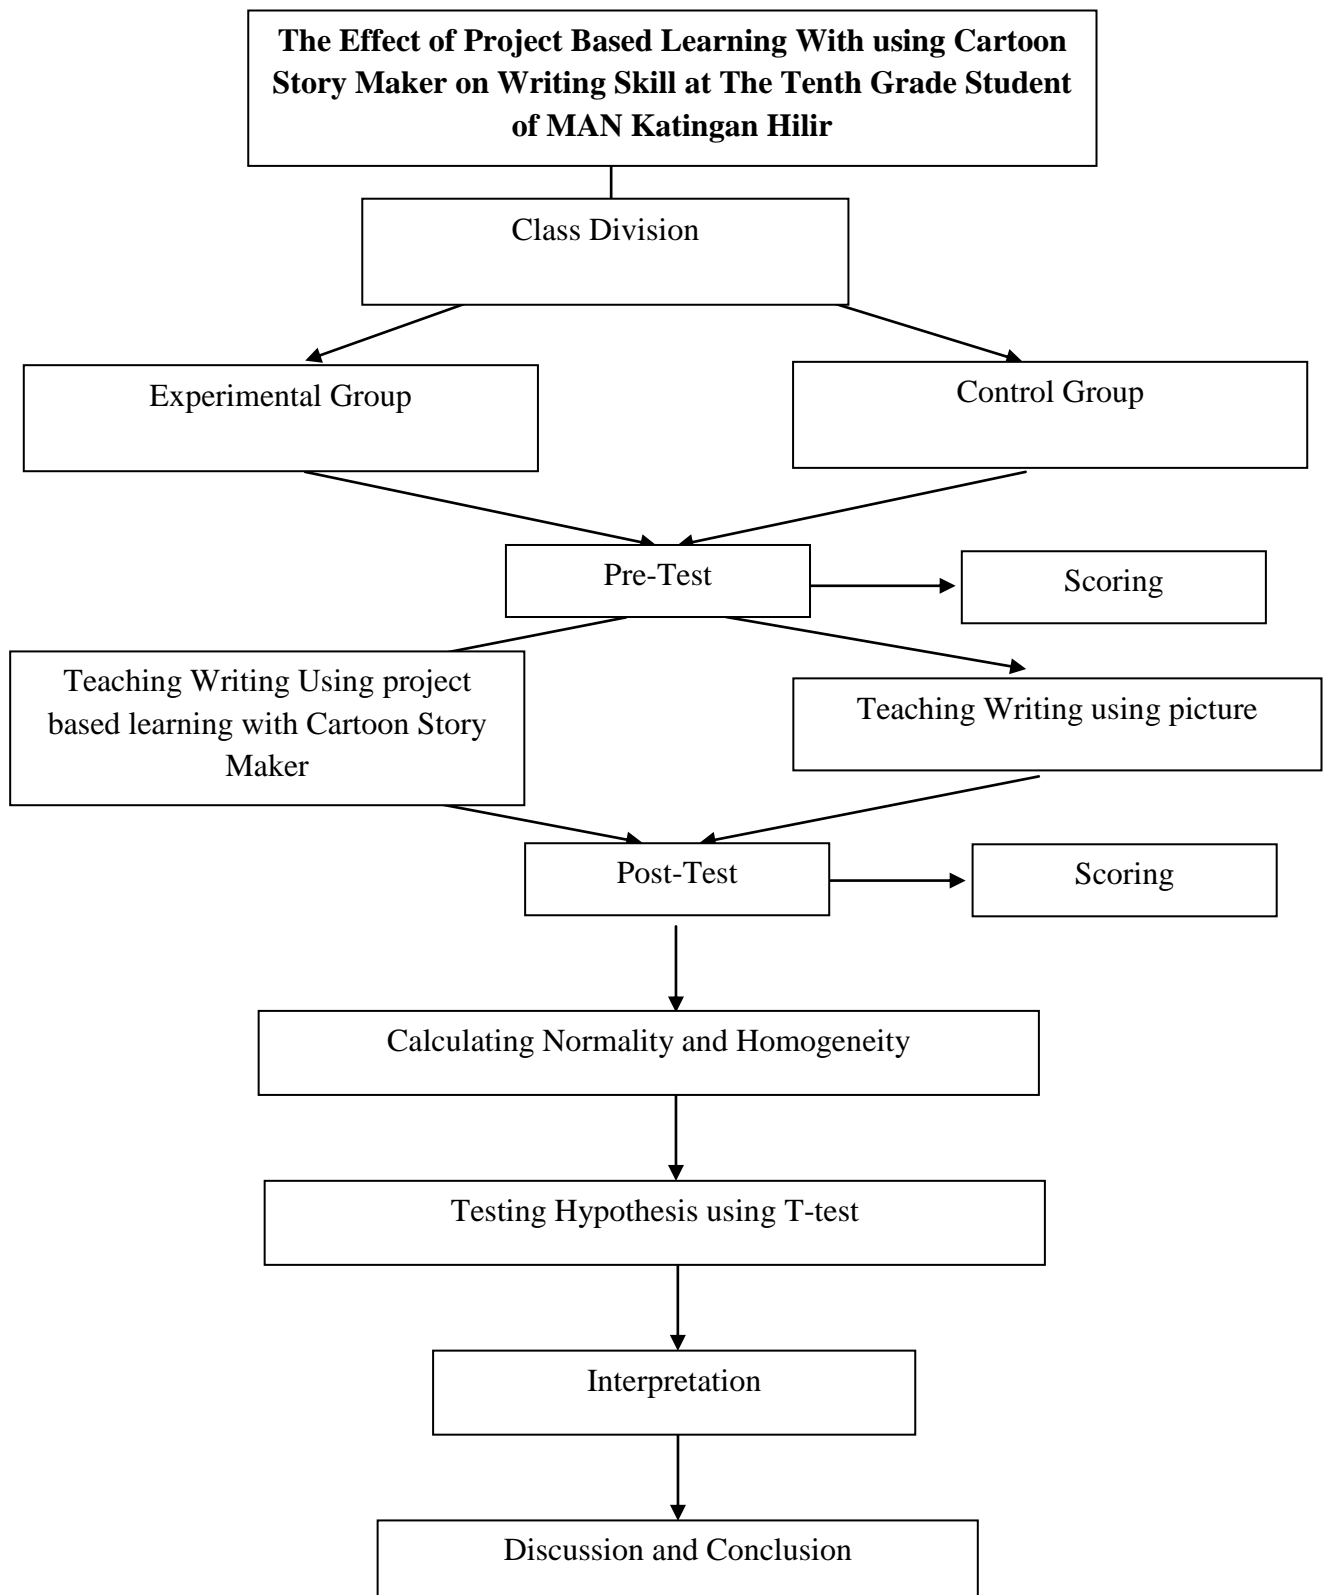 The Effect of Project Based Learning With using Cartoon
Story Maker on Writing Skill at The Tenth Grade Student
of MAN Katingan Hilir
Class Division
Experimental Group
Control Group
Pre-Test
Scoring
Teaching Writing Using project
based learning with Cartoon Story
Maker
Teaching Writing using picture
Post-Test
Scoring
Calculating Normality and Homogeneity
Testing Hypothesis using T-test
Interpretation
Discussion and Conclusion